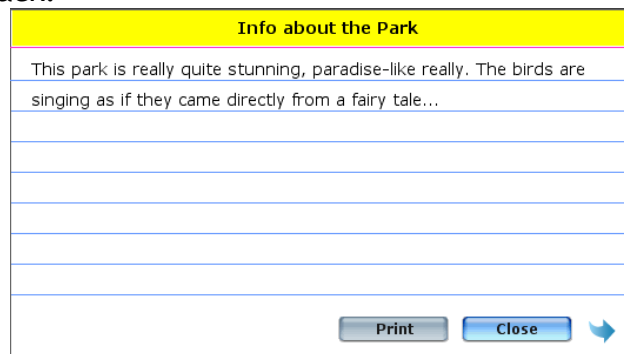 Info about the Park
This park is really quite stunning, paradise-like really. The birds are
singing as if they came directly from a fairy tale...
Print Close